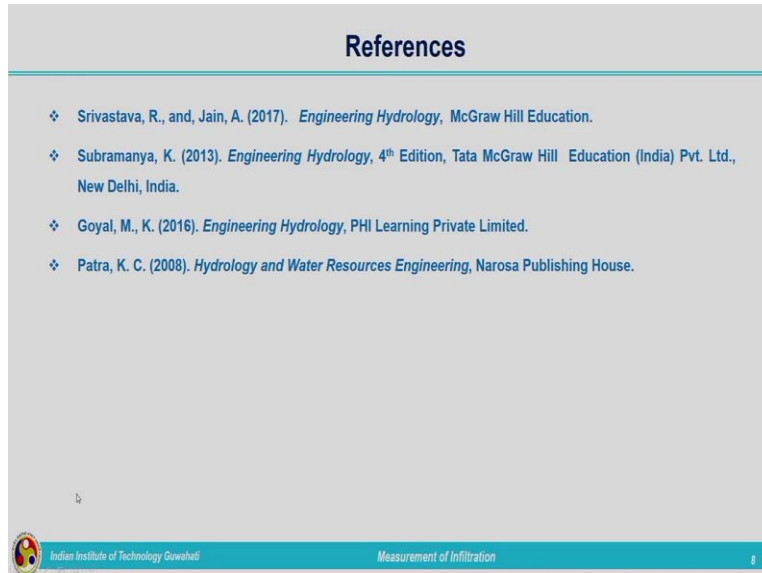 References
❖ Srivastava, R., and, Jain, A. (2017). Engineering Hydrology, McGraw Hill Education.
❖ Subramanya, K. (2013). Engineering Hydrology, 4th Edition, Tata McGraw Hill Education (India) Pvt. Ltd.,
New Delhi, India.
❖ Goyal, M., K. (2016). Engineering Hydrology, PHI Learning Private Limited.
❖ Patra, K. C. (2008). Hydrology and Water Resources Engineering, Narosa Publishing House.
Indian Institute of Technology Guwahati Measurement of Infiltration 8